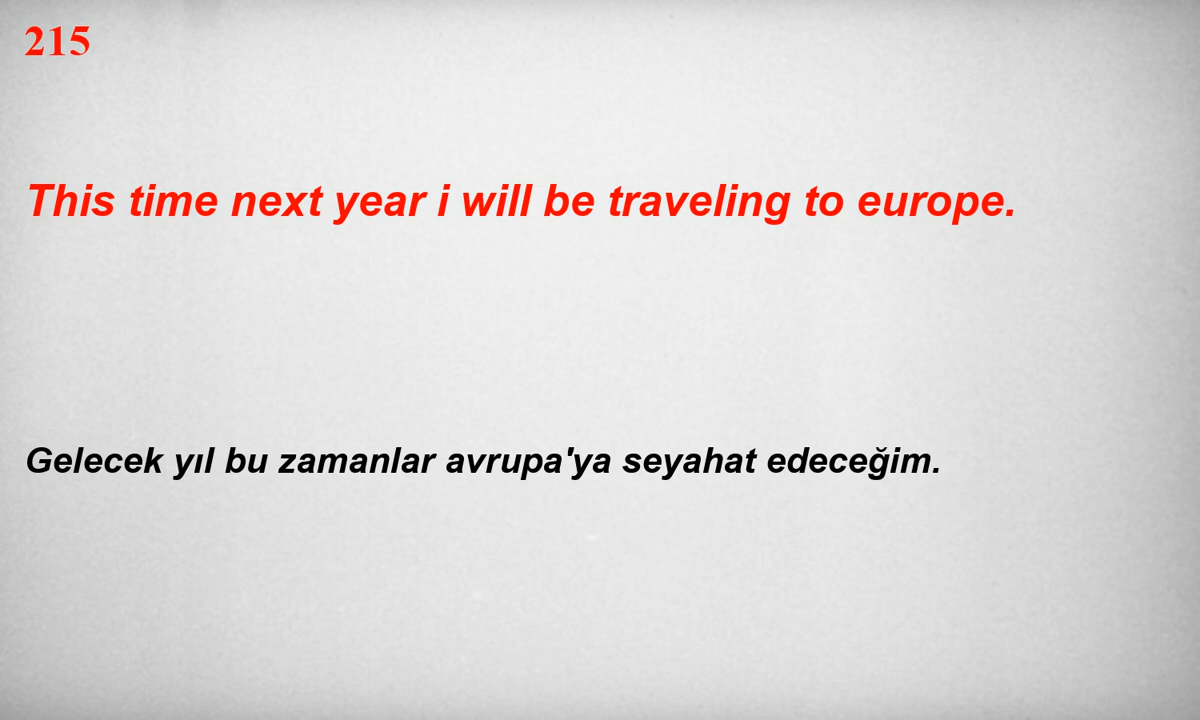 215
This time next year i will be traveling to europe.
Gelecek yıl bu zamanlar avrupa'ya seyahat edeceğim.